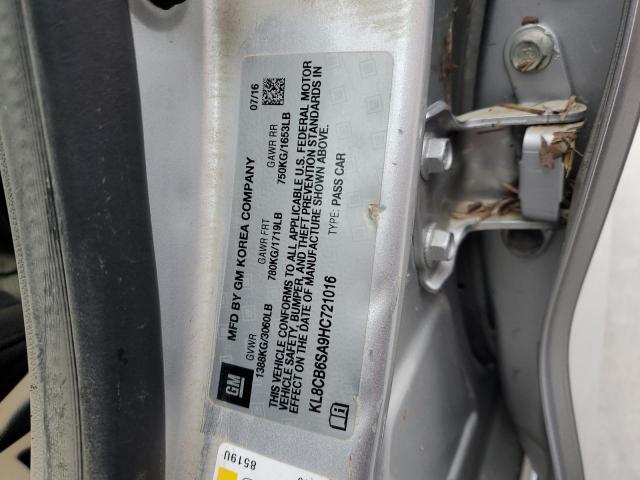 GM
MFD BY GM KOREA COMPANY
07/16
GVWR GAWR FRT GAWR RR
1388KG/3060LB 780KG/1719LB 750KG/1653LB
THIS VEHICLE CONFORMS TO ALL APPLICABLE U.S. FEDERAL MOTOR
VEHICLE SAFETY, BUMPER, AND THEFT PREVENTION STANDARDS IN
EFFECT ON THE DATE OF MANUFACTURE SHOWN ABOVE.
KL8CB6SA9HC721016 TYPE: PASS CAR
8519U